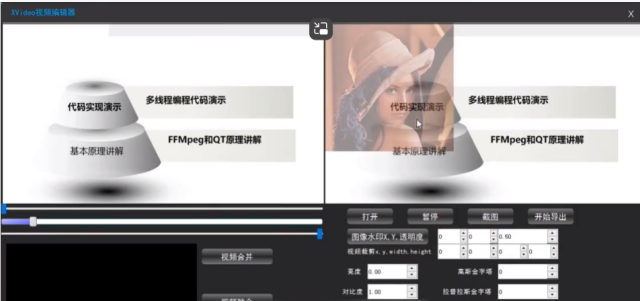 XVideo视频编辑器
X
代码实现演示
多线程编程代码演示
基本原理讲解
FFMpeg和QT原理讲解
代码实现演示
多线程编程代码演示
基本原理讲解
FFMpeg和QT原理讲解
打开
暂停
截图
开始导出
图像水印X,Y,透明度
0
0
0.50
视频裁剪x,y,width,height
0
0
0
0
视频合并
亮度
0.00
高斯金字塔
0
对比度
1.00
拉普拉斯金字塔
0